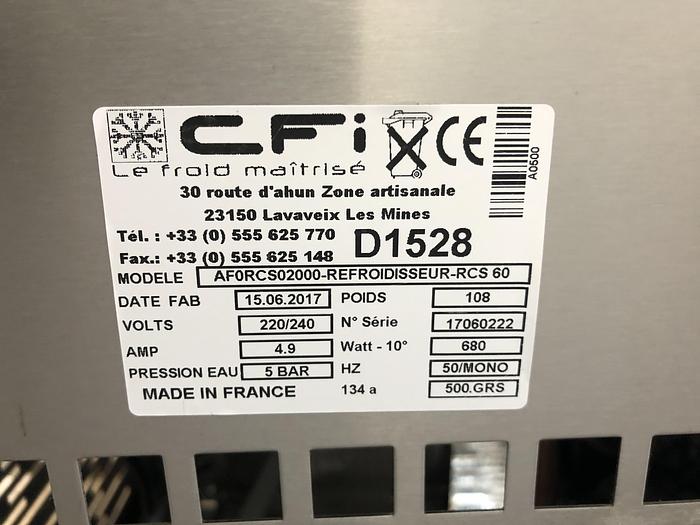 CFi CE
Le froid maîtrisé
30 route d'ahun Zone artisanale
23150 Lavaveix Les Mines
Tél. : +33 (0) 555 625 770
Fax.: +33 (0) 555 625 148
D1528
A0500
MODELE AF0RCS02000-REFROIDISSEUR-RCS 60
DATE FAB 15.06.2017 POIDS 108
VOLTS 220/240 N° Série 17060222
AMP 4.9 Watt - 10° 680
PRESSION EAU 5 BAR HZ 50/MONO
MADE IN FRANCE 134 a 500.GRS